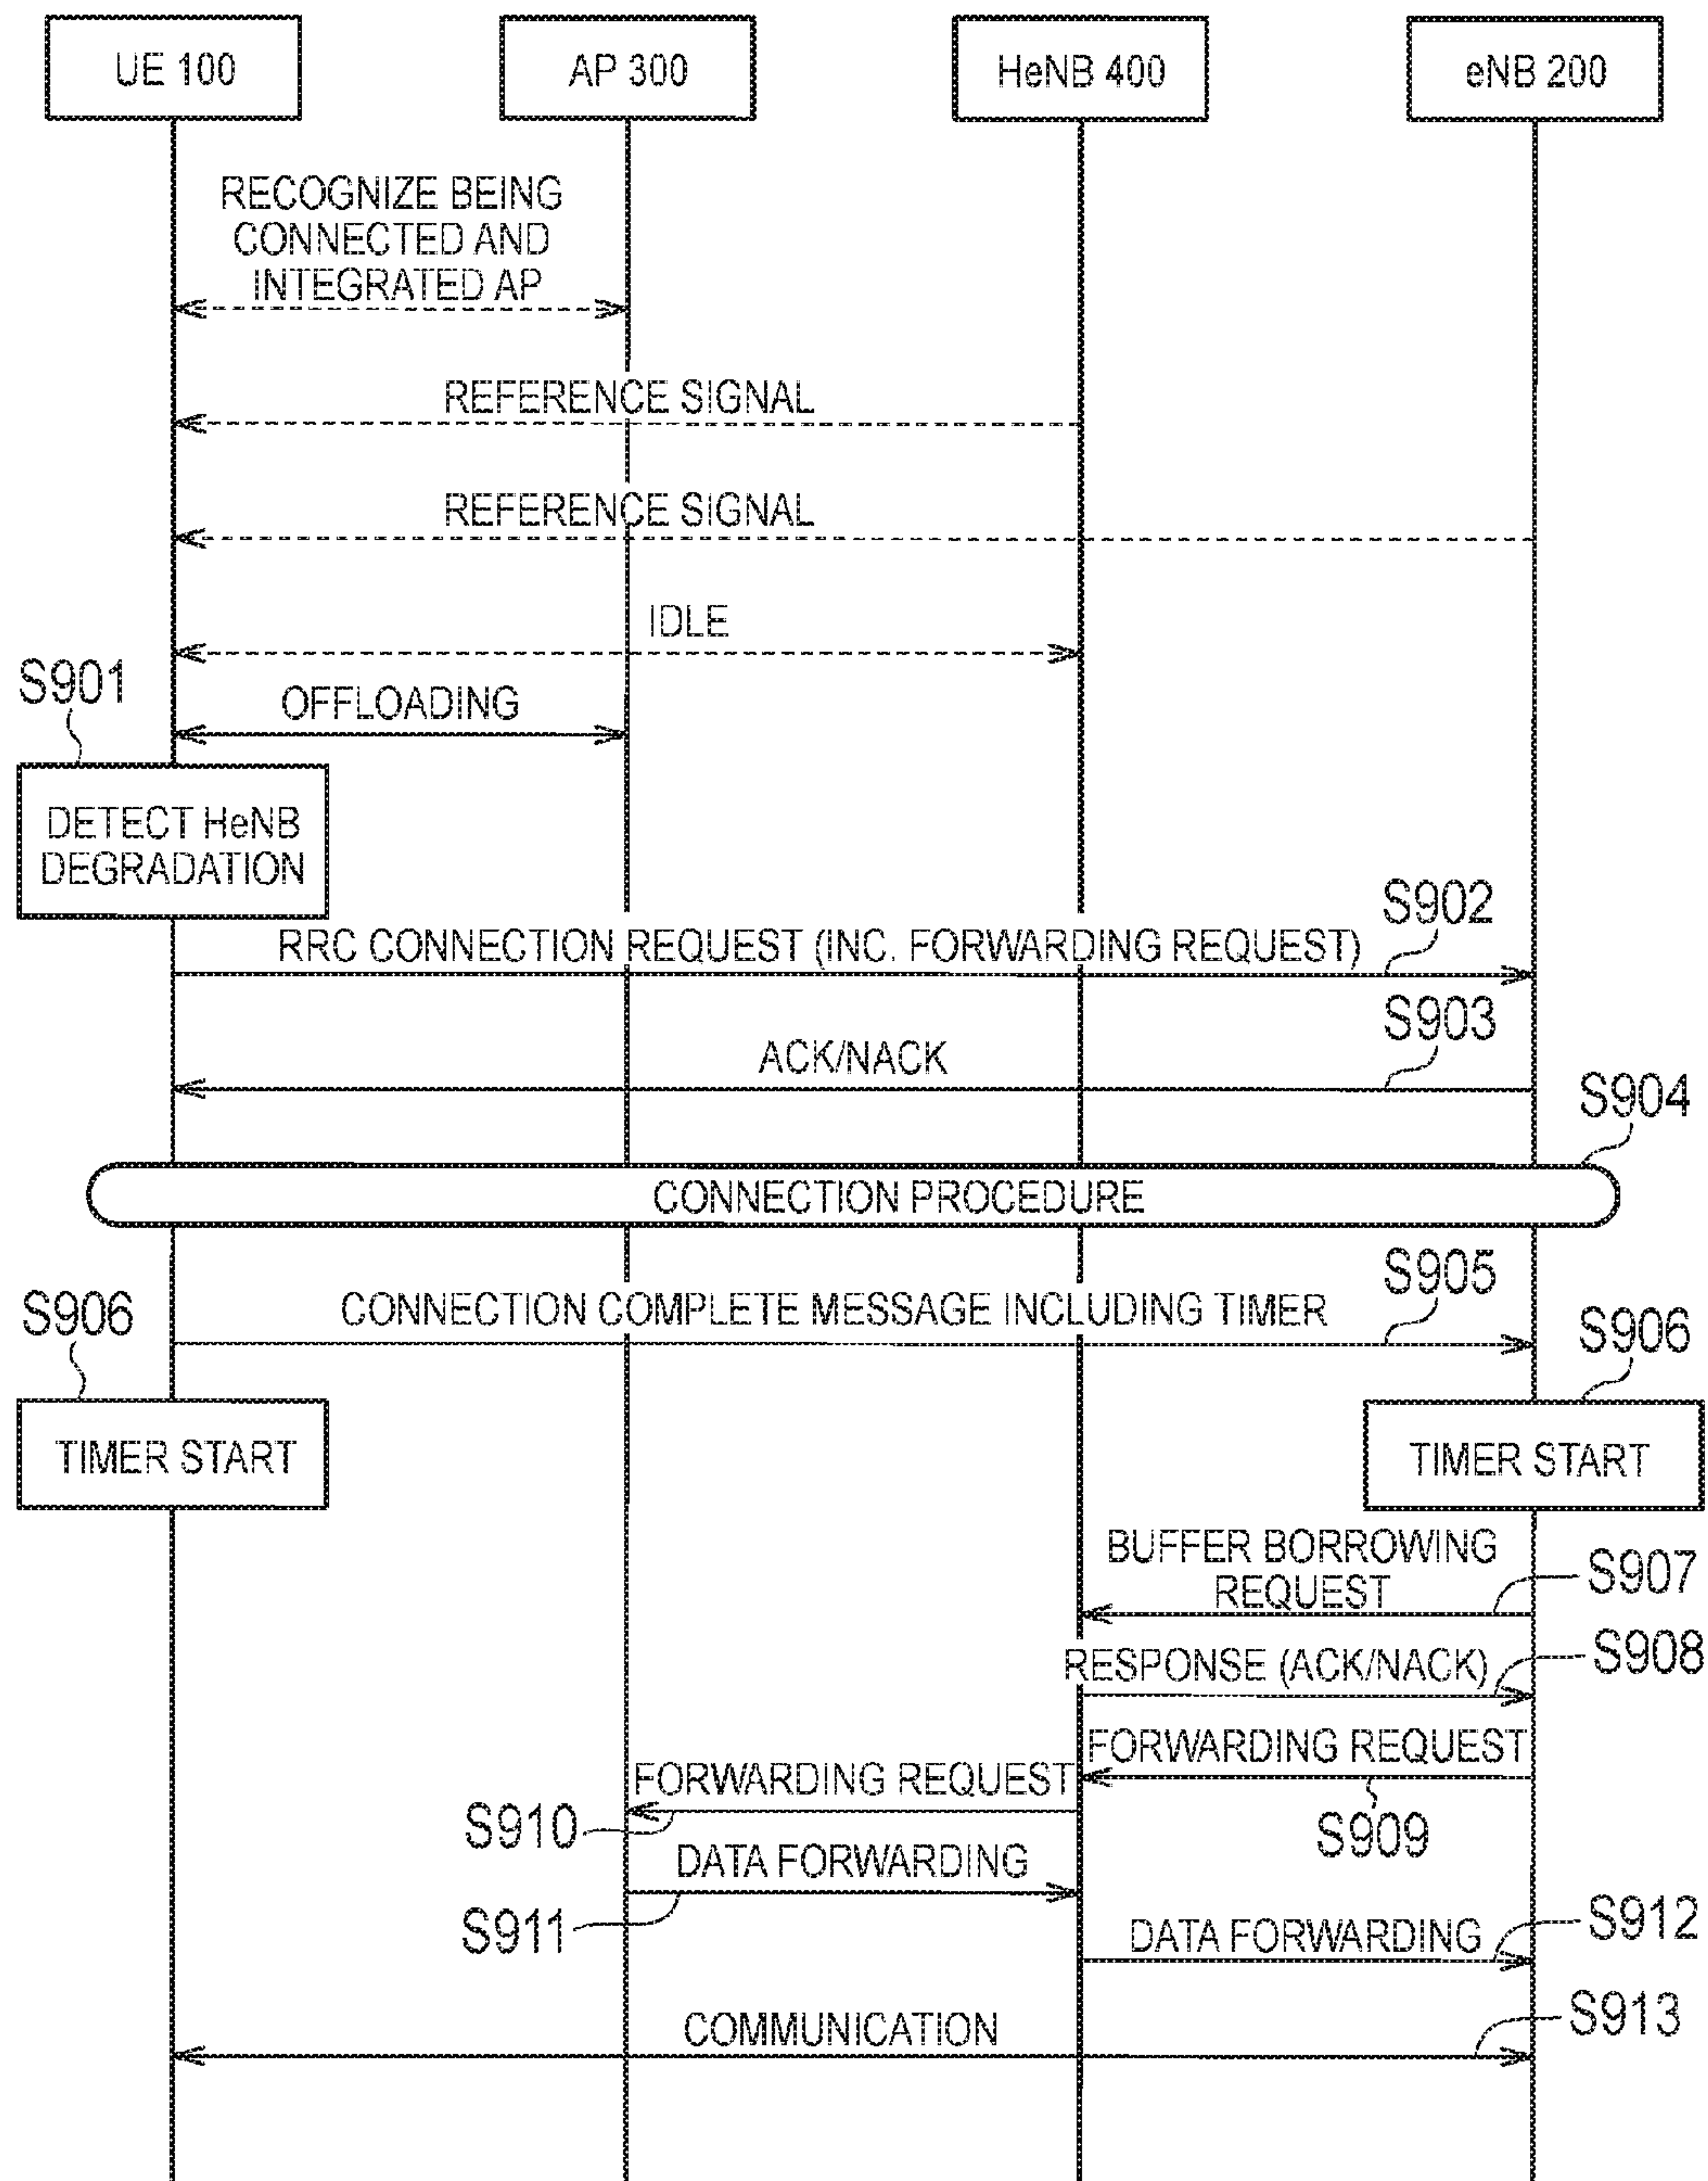 UE 100
AP 300
HeNB 400
eNB 200
RECOGNIZE BEING
CONNECTED AND
INTEGRATED AP
REFERENCE SIGNAL
REFERENCE SIGNAL
IDLE
S901
OFFLOADING
DETECT HeNB
DEGRADATION
S902
RRC CONNECTION REQUEST (INC. FORWARDING REQUEST)
S903
ACK/NACK
S904
CONNECTION PROCEDURE
S905
CONNECTION COMPLETE MESSAGE INCLUDING TIMER
S906
S906
TIMER START
TIMER START
BUFFER BORROWING
REQUEST
S907
RESPONSE (ACK/NACK)
S908
FORWARDING REQUEST
S909
FORWARDING REQUEST
S910
DATA FORWARDING
S911
DATA FORWARDING
S912
COMMUNICATION
S913